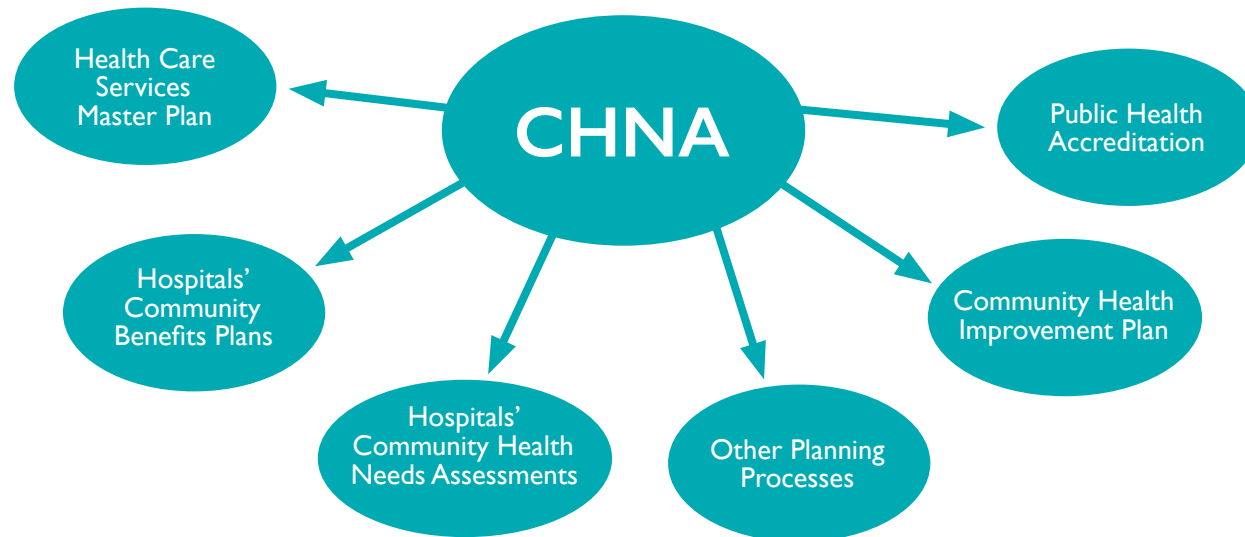 Health Care
Services
Master Plan
CHNA
Public Health
Accreditation
Hospitals’
Community
Benefits Plans
Community Health
Improvement Plan
Hospitals’
Community Health
Needs Assessments
Other Planning
Processes